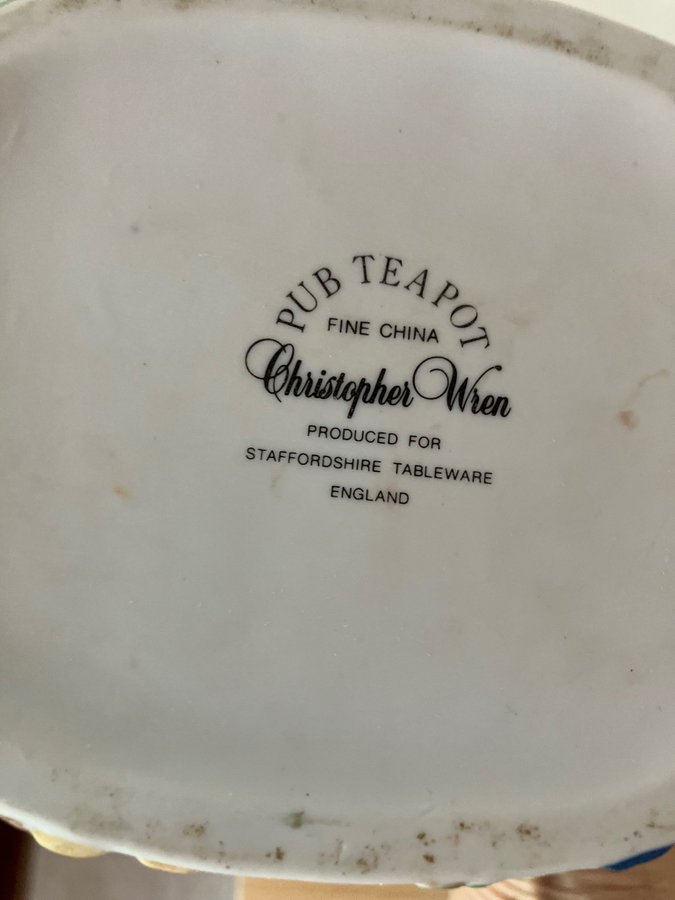 PUB TEAPOT
FINE CHINA
Christopher Wren
PRODUCED FOR
STAFFORDSHIRE TABLEWARE
ENGLAND